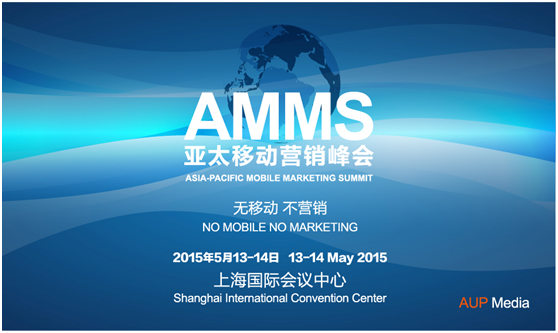 AMMS
亚太移动营销峰会
ASIA-PACIFIC MOBILE MARKETING SUMMIT
无移动 不营销
NO MOBILE NO MARKETING
2015年5月13-14日 13-14 May 2015
上海国际会议中心
Shanghai International Convention Center
AUP Media